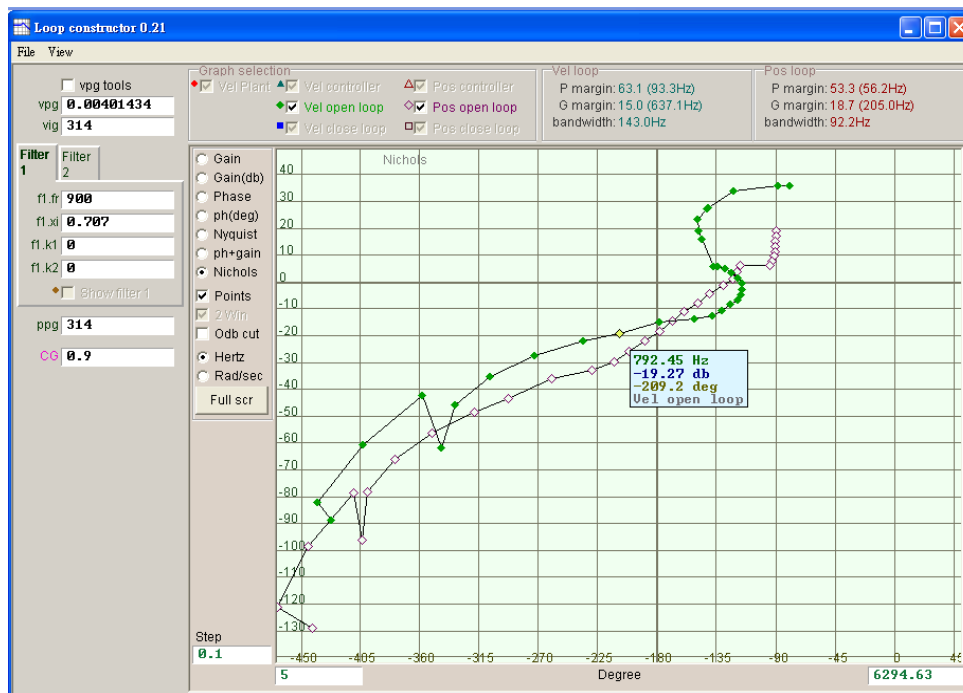 Loop constructor 0.21
File View
vpg tools
vpg 0.00401434
vig 314
Filter 1
Filter 2
f1.fr 900
f1.xi 0.707
f1.k1 0
f1.k2 0
Show filter 1
ppg 314
CG 0.9
Graph selection
Vel Plant
Vel controller
Pos controller
Vel open loop
Pos open loop
Vel close loop
Pos close loop
Vel loop
P margin: 63.1 (93.3Hz)
G margin: 15.0 (637.1Hz)
bandwidth: 143.0Hz
Pos loop
P margin: 53.3 (56.2Hz)
G margin: 18.7 (205.0Hz)
bandwidth: 92.2Hz
Gain
Gain(db)
Phase
ph(deg)
Nyquist
ph+gain
Nichols
Points
2 Win
0db cut
Hertz
Rad/sec
Full scr
Step
0.1
Nichols
40
30
20
10
0
-10
-20
-30
-40
-50
-60
-70
-80
-90
-100
-110
-120
-130
792.45 Hz
-19.27 db
-209.2 deg
Vel open loop
-450 -405 -360 -315 -270 -225 -180 -135 -90 -45 0 45
5
Degree
6294.63